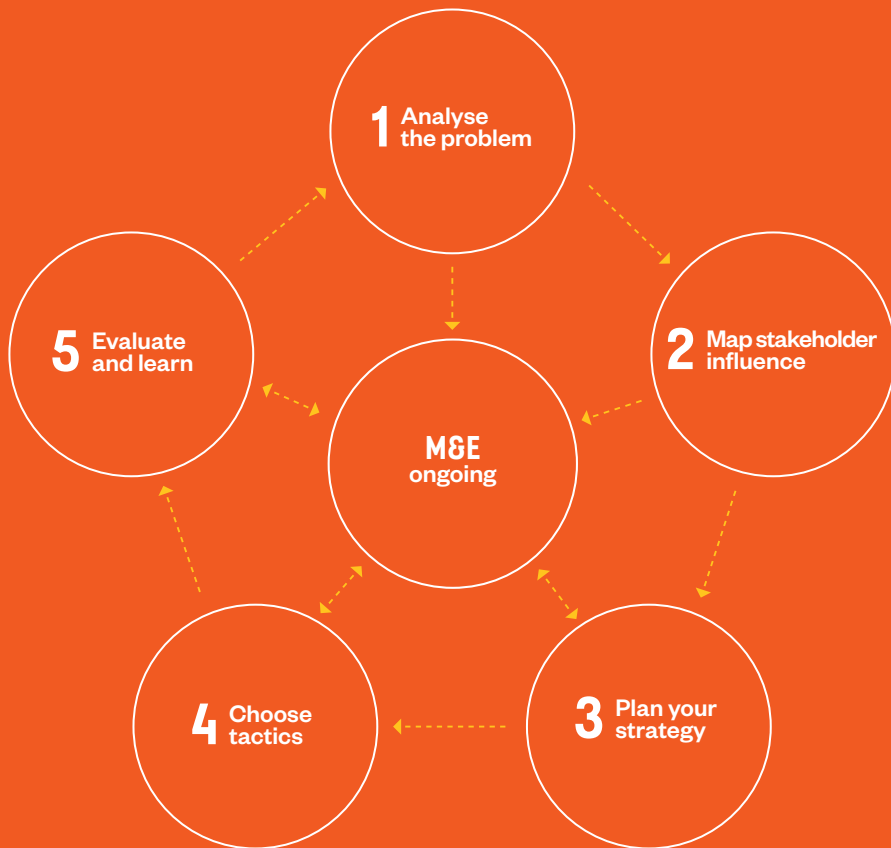 1 Analyse
the problem
2 Map stakeholder
influence
3 Plan your
strategy
4 Choose
tactics
5 Evaluate
and learn
M&E
ongoing